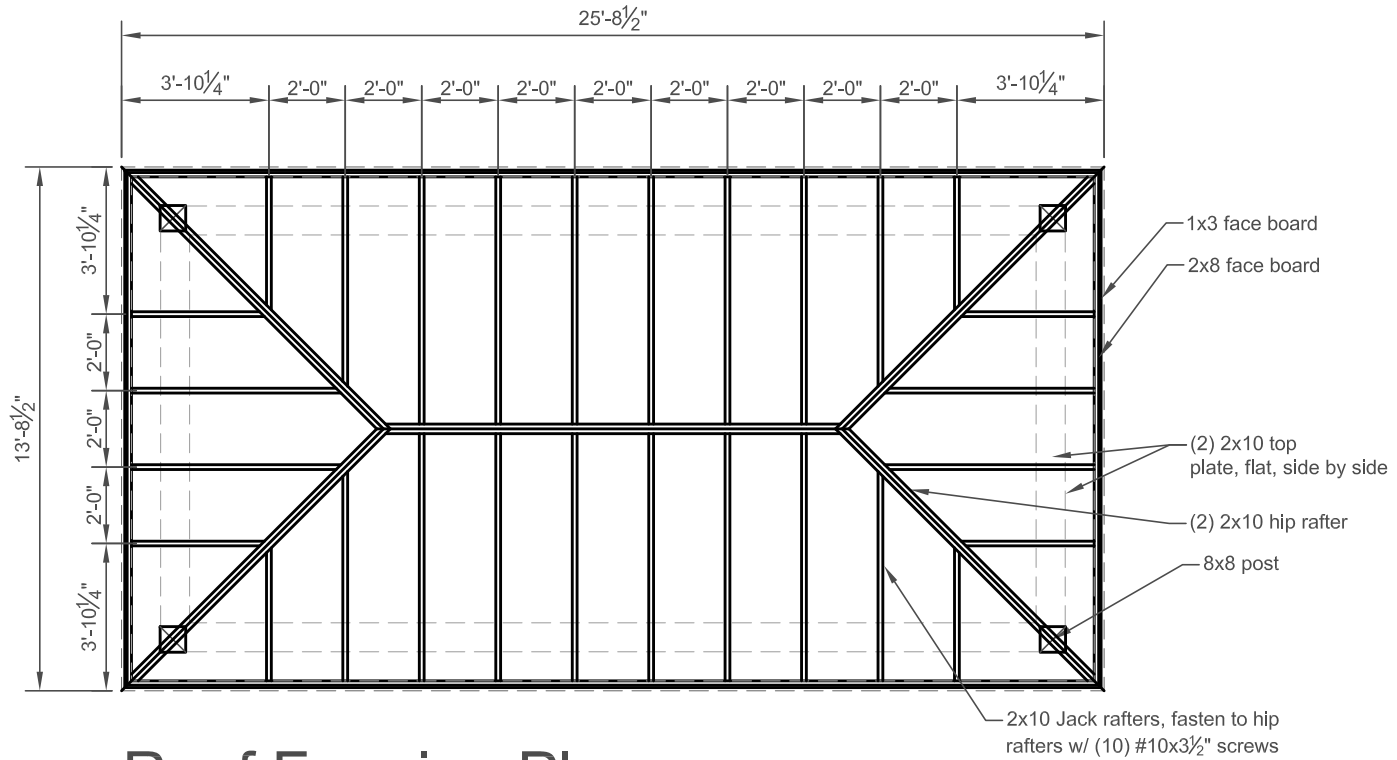 25'-8½"
3'-10¼" 2'-0" 2'-0" 2'-0" 2'-0" 2'-0" 2'-0" 2'-0" 2'-0" 2'-0" 3'-10¼"
13'-8½"
3'-10¼"
2'-0"
2'-0"
2'-0"
3'-10¼"
1x3 face board
2x8 face board
(2) 2x10 top
plate, flat, side by side
(2) 2x10 hip rafter
8x8 post
2x10 Jack rafters, fasten to hip
rafters w/ (10) #10x3½" screws